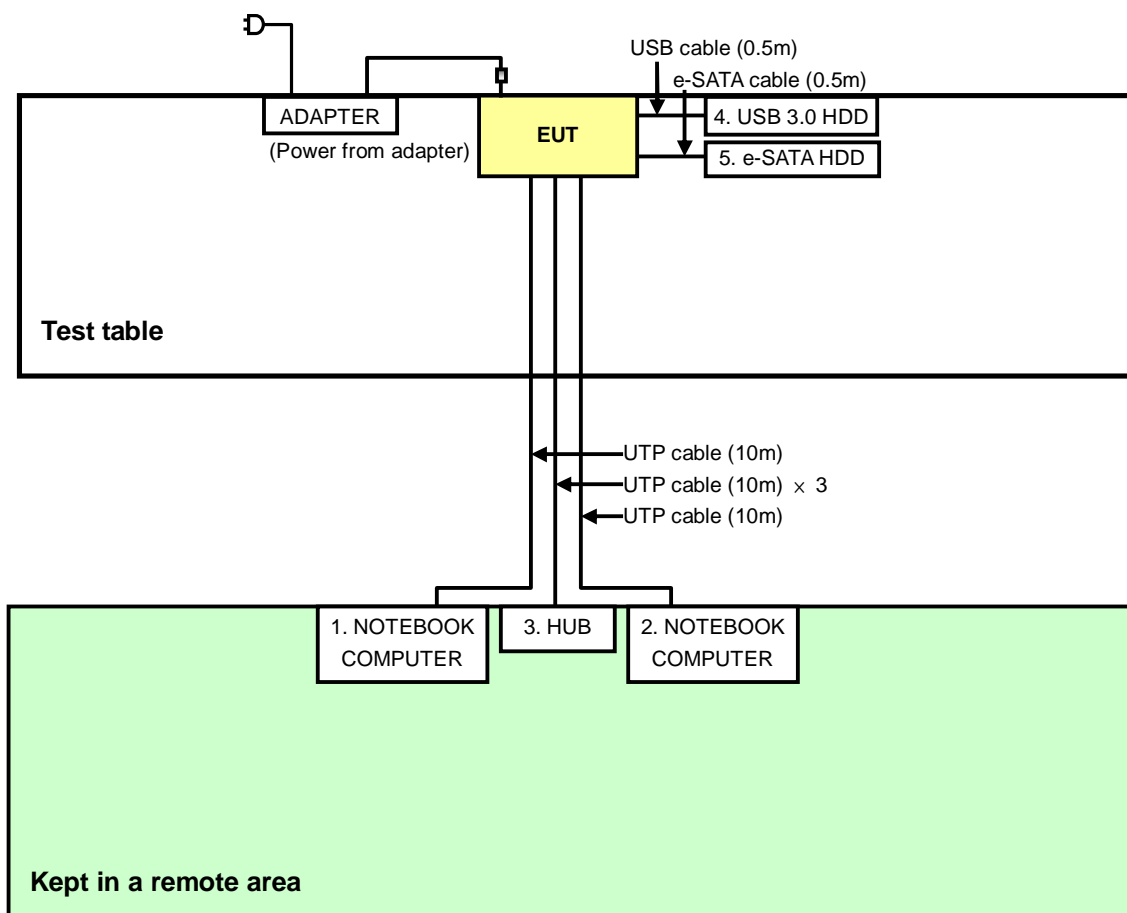 USB cable (0.5m)
e-SATA cable (0.5m)
ADAPTER
(Power from adapter)
EUT
4. USB 3.0 HDD
5. e-SATA HDD
Test table
UTP cable (10m)
UTP cable (10m) × 3
UTP cable (10m)
1. NOTEBOOK
COMPUTER
3. HUB
2. NOTEBOOK
COMPUTER
Kept in a remote area